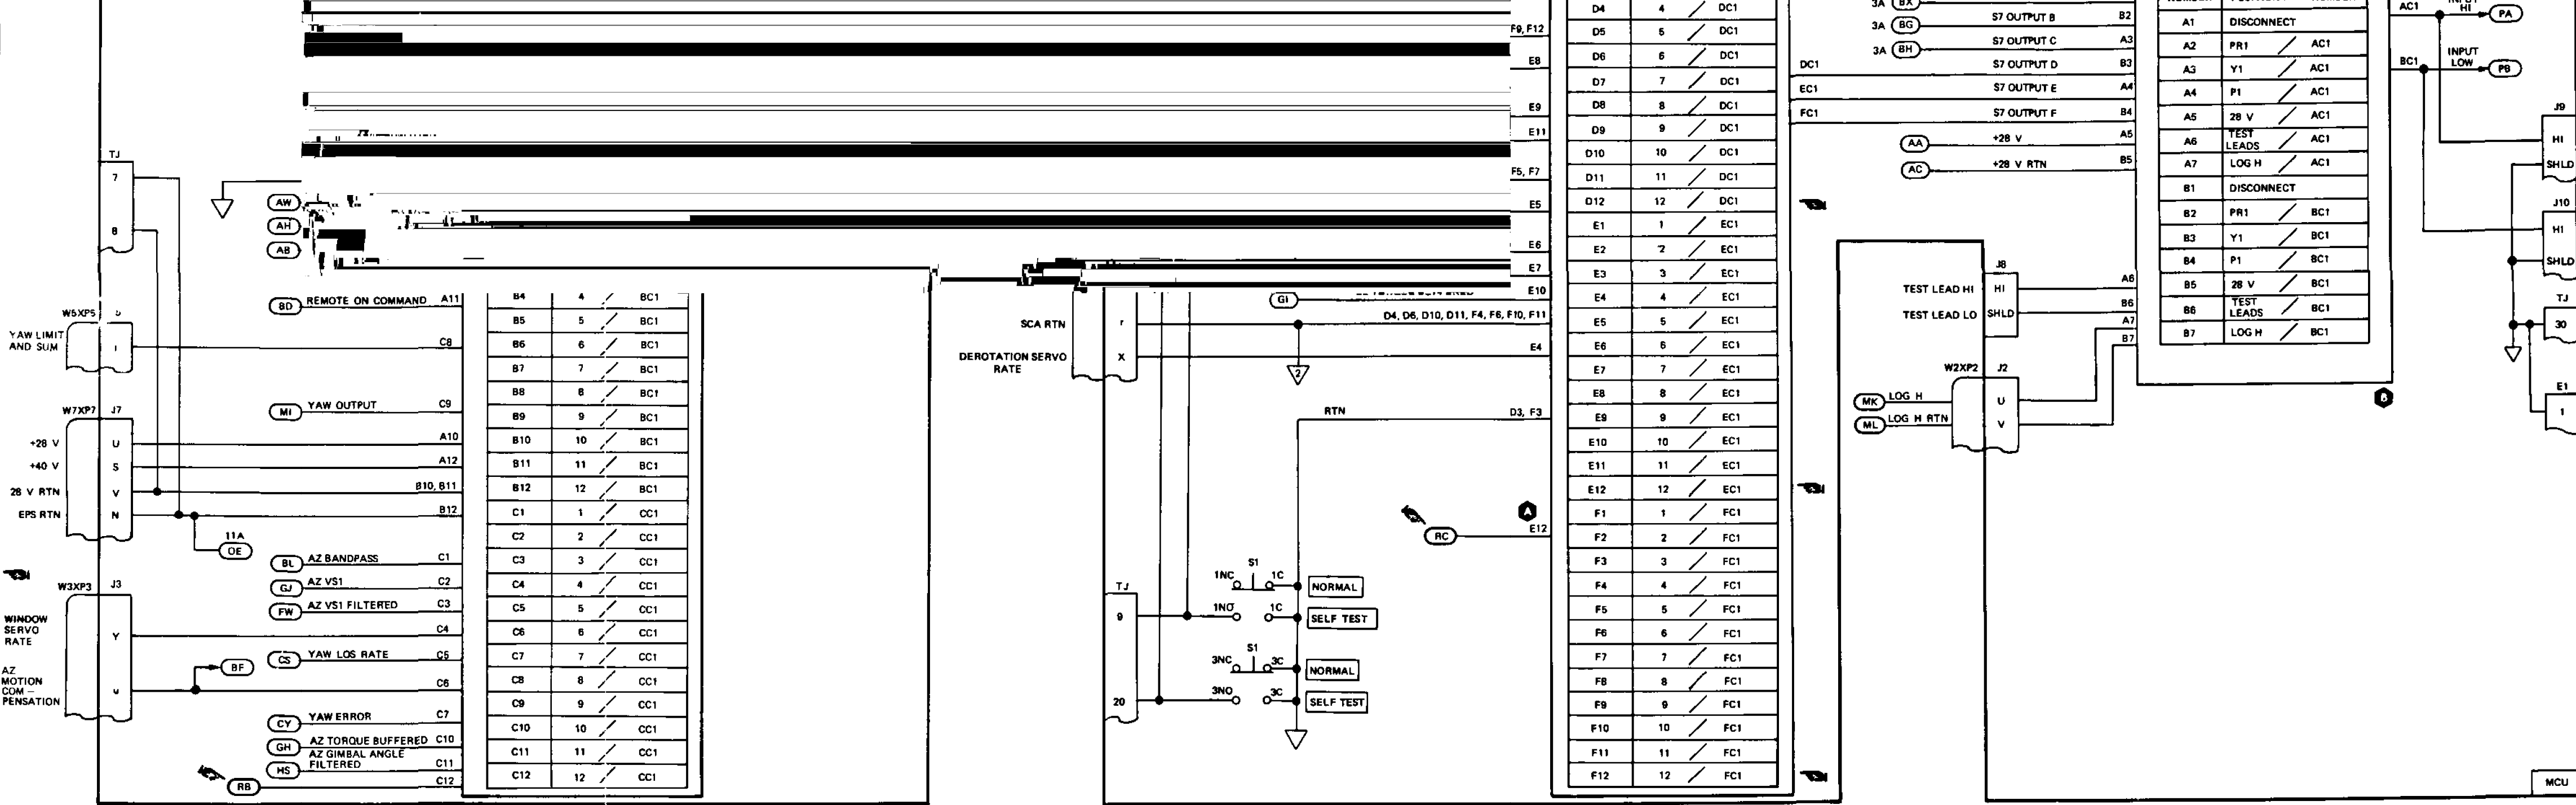 TJ
7
8
AW
AH
AB
BD REMOTE ON COMMAND A11
W5XP5
YAW LIMIT
AND SUM
C8
MI YAW OUTPUT C9
W7XP7 J7
+28 V U A10
+40 V S A12
28 V RTN V B10, B11
EPS RTN N B12
11A
OE
BL AZ BANDPASS C1
GJ AZ VS1 C2
FW AZ VS1 FILTERED C3
W3XP3 J3
WINDOW
SERVO
RATE
Y C4
CS YAW LOS RATE C5
BF
AZ
MOTION
COM –
PENSATION
C6
CY YAW ERROR C7
GH AZ TORQUE BUFFERED C10
HS AZ GIMBAL ANGLE
FILTERED C11
RB C12
B4 4 / BC1
B5 5 / BC1
B6 6 / BC1
B7 7 / BC1
B8 8 / BC1
B9 9 / BC1
B10 10 / BC1
B11 11 / BC1
B12 12 / BC1
C1 1 / CC1
C2 2 / CC1
C3 3 / CC1
C4 4 / CC1
C5 5 / CC1
C6 6 / CC1
C7 7 / CC1
C8 8 / CC1
C9 9 / CC1
C10 10 / CC1
C11 11 / CC1
C12 12 / CC1
F9, F12
E8
E9
E11
F5, F7
E5
E6
E7
GI E10
SCA RTN r D4, D6, D10, D11, F4, F6, F10, F11
DEROTATION SERVO
RATE
X E4
2
RTN D3, F3
A
RC E12
TJ
9
20
S1
1NC 1C NORMAL
1NO 1C SELF TEST
S1
3NC 3C NORMAL
3NO 3C SELF TEST
D4 4 / DC1
D5 5 / DC1
D6 6 / DC1
D7 7 / DC1
D8 8 / DC1
D9 9 / DC1
D10 10 / DC1
D11 11 / DC1
D12 12 / DC1
E1 1 / EC1
E2 2 / EC1
E3 3 / EC1
E4 4 / EC1
E5 5 / EC1
E6 6 / EC1
E7 7 / EC1
E8 8 / EC1
E9 9 / EC1
E10 10 / EC1
E11 11 / EC1
E12 12 / EC1
F1 1 / FC1
F2 2 / FC1
F3 3 / FC1
F4 4 / FC1
F5 5 / FC1
F6 6 / FC1
F7 7 / FC1
F8 8 / FC1
F9 9 / FC1
F10 10 / FC1
F11 11 / FC1
F12 12 / FC1
3A BX
3A BG S7 OUTPUT B B2
3A BH S7 OUTPUT C A3
DC1 S7 OUTPUT D B3
EC1 S7 OUTPUT E A4
FC1 S7 OUTPUT F B4
AA +28 V A5
AC +28 V RTN B5
A1 DISCONNECT
A2 PR1 / AC1
A3 Y1 / AC1
A4 P1 / AC1
A5 28 V / AC1
A6 TEST
LEADS / AC1
A7 LOG H / AC1
B1 DISCONNECT
B2 PR1 / BC1
B3 Y1 / BC1
B4 P1 / BC1
B5 28 V / BC1
B6 TEST
LEADS / BC1
B7 LOG H / BC1
J8
TEST LEAD HI HI A6
TEST LEAD LO SHLD B6
A7
B7
W2XP2 J2
MK LOG H U
ML LOG H RTN V
B
AC1 HI PA
BC1 INPUT
LOW PB
J9
HI
SHLD
J10
HI
SHLD
TJ
30
E1
1
MCU